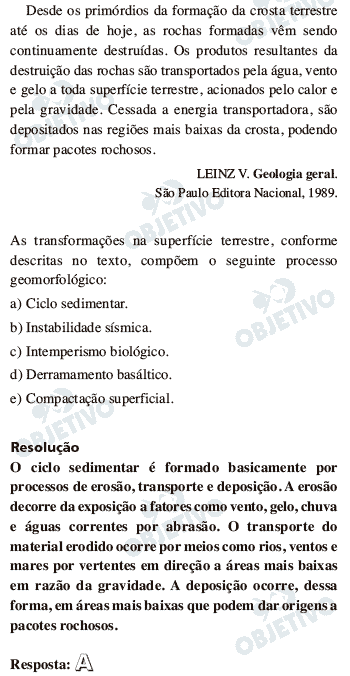 Desde os primórdios da formação da crosta terrestre
até os dias de hoje, as rochas formadas vêm sendo
continuamente destruídas. Os produtos resultantes da
destruição das rochas são transportados pela água, vento
e gelo a toda superfície terrestre, acionados pelo calor e
pela gravidade. Cessada a energia transportadora, são
depositados nas regiões mais baixas da crosta, podendo
formar pacotes rochosos.
LEINZ V. Geologia geral.
São Paulo Editora Nacional, 1989.
As transformações na superfície terrestre, conforme
descritas no texto, compõem o seguinte processo
geomorfológico:
a) Ciclo sedimentar.
b) Instabilidade sísmica.
c) Intemperismo biológico.
d) Derramamento basáltico.
e) Compactação superficial.
Resolução
O ciclo sedimentar é formado basicamente por
processos de erosão, transporte e deposição. A erosão
decorre da exposição a fatores como vento, gelo, chuva
e águas correntes por abrasão. O transporte do
material erodido ocorre por meios como rios, ventos e
mares por vertentes em direção a áreas mais baixas
em razão da gravidade. A deposição ocorre, dessa
forma, em áreas mais baixas que podem dar origens a
pacotes rochosos.
Resposta: A
OBJETIVO
OBJETIVO
OBJETIVO
OBJETIVO
OBJETIVO
OBJETIVO